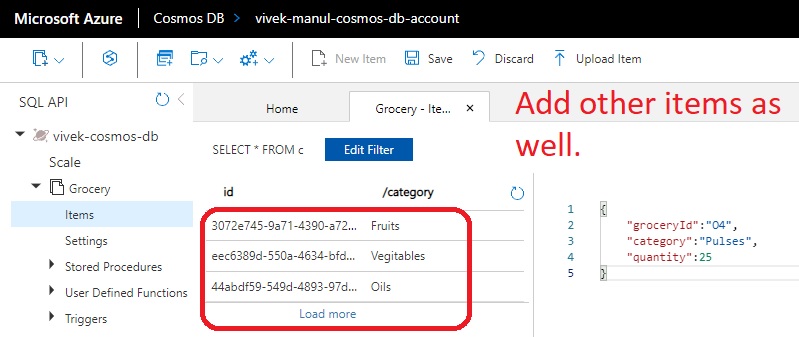 Microsoft Azure Cosmos DB > vivek-manul-cosmos-db-account
New Item Save Discard Upload Item
SQL API
Home
Grocery - Ite... ×
Add other items as
well.
vivek-cosmos-db
Scale
Grocery
Items
Settings
Stored Procedures
User Defined Functions
Triggers
SELECT * FROM c
Edit Filter
id /category
3072e745-9a71-4390-a72... Fruits
eec6389d-550a-4634-bfd... Vegitables
44abdf59-549d-4893-97d... Oils
Load more
1 {
2 "groceryId":"O4",
3 "category":"Pulses",
4 "quantity":25
5 }